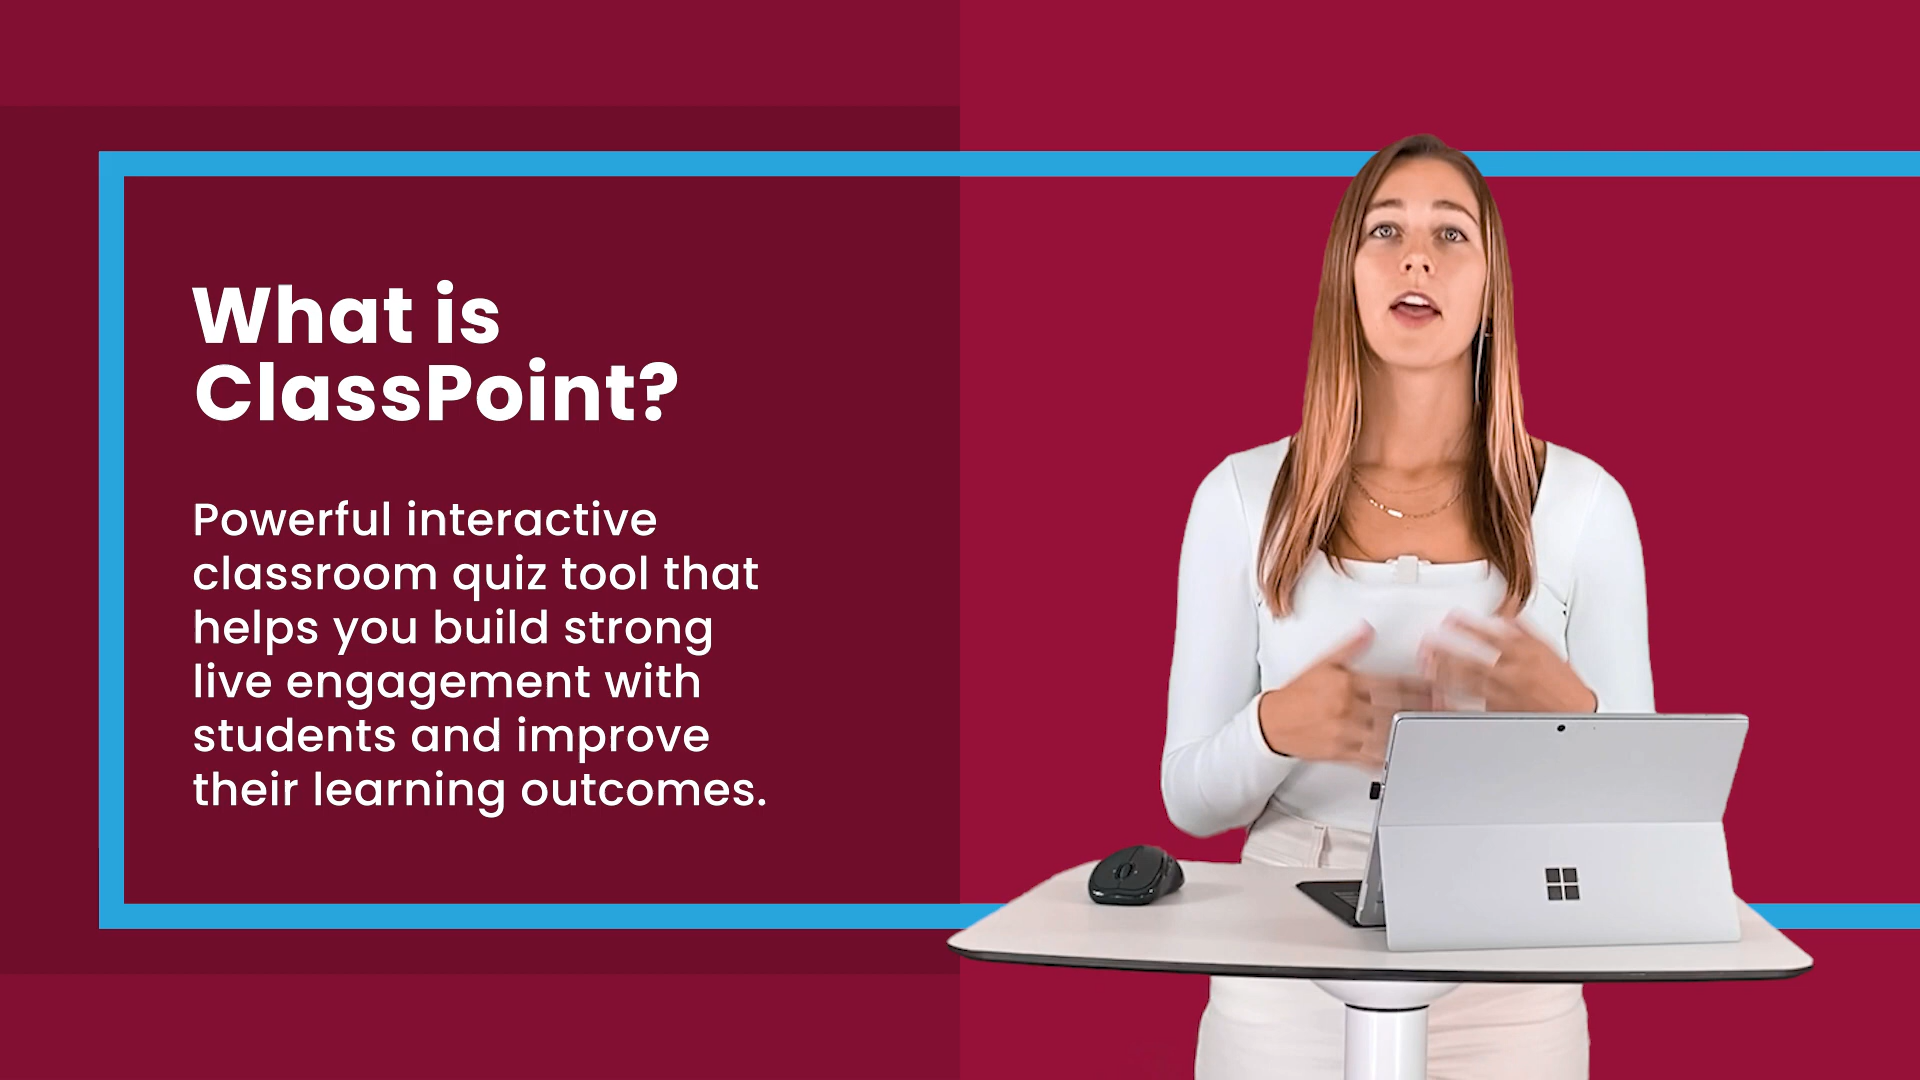 What is
ClassPoint?
Powerful interactive
classroom quiz tool that
helps you build strong
live engagement with
students and improve
their learning outcomes.